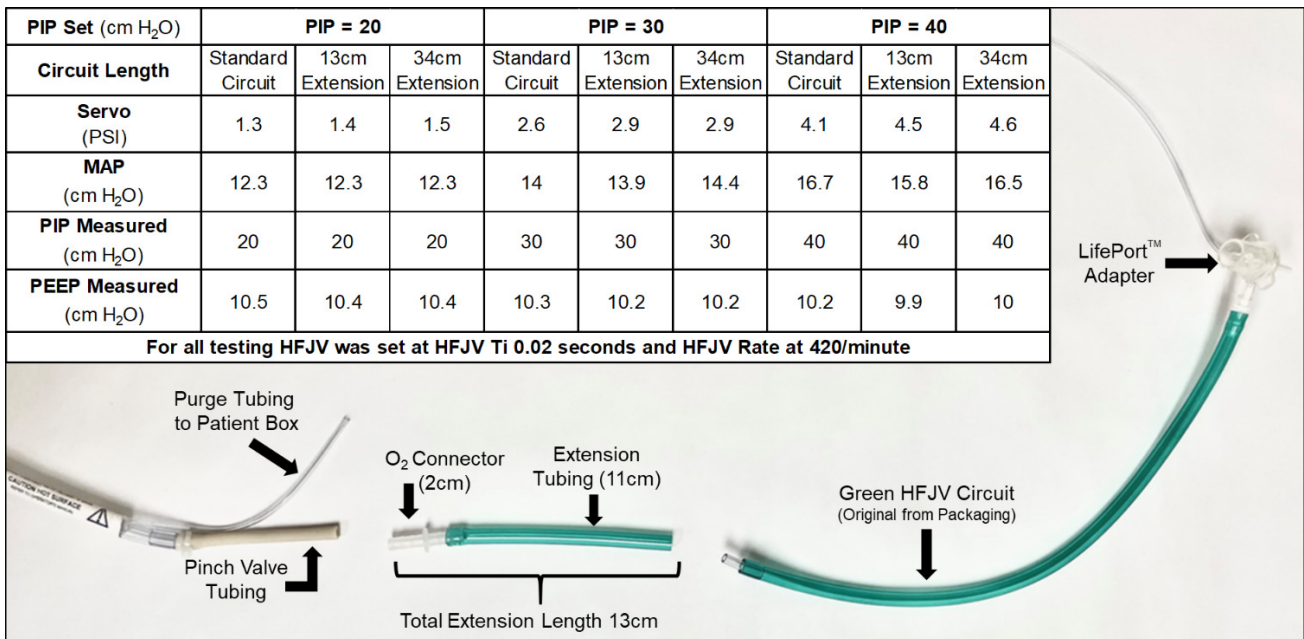 PIP Set (cm H₂O) PIP = 20 PIP = 30 PIP = 40
Circuit Length Standard Circuit 13cm Extension 34cm Extension Standard Circuit 13cm Extension 34cm Extension Standard Circuit 13cm Extension 34cm Extension
Servo (PSI) 1.3 1.4 1.5 2.6 2.9 2.9 4.1 4.5 4.6
MAP (cm H₂O) 12.3 12.3 12.3 14 13.9 14.4 16.7 15.8 16.5
PIP Measured (cm H₂O) 20 20 20 30 30 30 40 40 40
PEEP Measured (cm H₂O) 10.5 10.4 10.4 10.3 10.2 10.2 10.2 9.9 10
For all testing HFJV was set at HFJV Ti 0.02 seconds and HFJV Rate at 420/minute
LifePort™
Adapter
Purge Tubing
to Patient Box
O₂ Connector
(2cm)
Extension
Tubing (11cm)
Green HFJV Circuit
(Original from Packaging)
CAUTION HOT SURFACE
Pinch Valve
Tubing
Total Extension Length 13cm